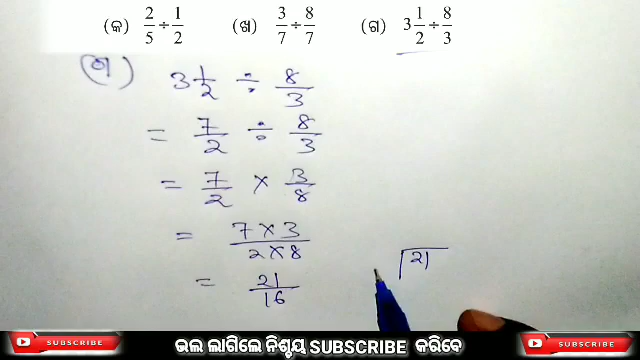 (କ) 2/5 ÷ 1/2 (ଖ) 3/7 ÷ 8/7 (ଗ) 3 1/2 ÷ 8/3
(ଗ) 3 1/2 ÷ 8/3
= 7/2 ÷ 8/3
= 7/2 × 3/8
= 7×3/2×8
= 21/16
21
SUBSCRIBE ଭଲ ଲାଗିଲେ ନିଶ୍ଚୟ SUBSCRIBE କରିବେ SUBSCRIBE